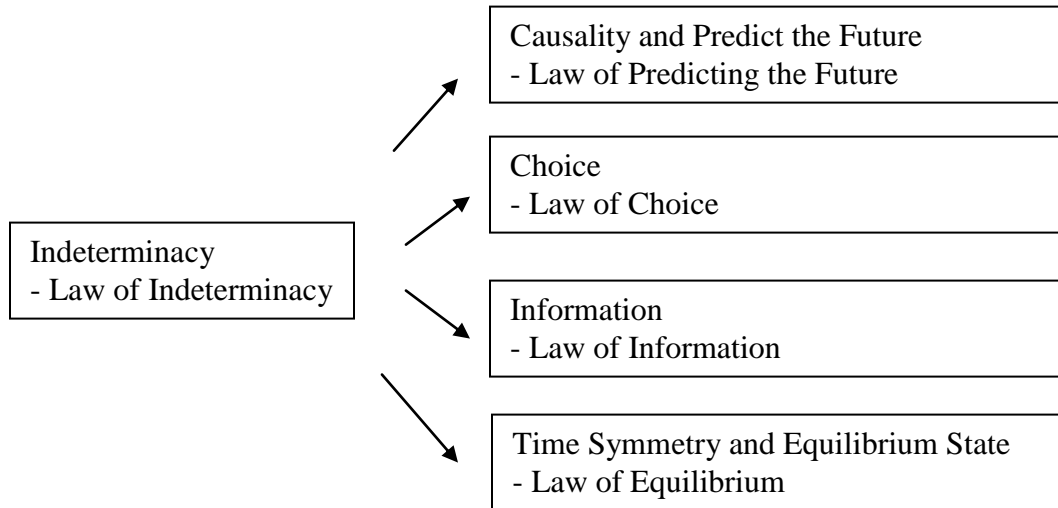 Causality and Predict the Future
- Law of Predicting the Future
Choice
- Law of Choice
Indeterminacy
- Law of Indeterminacy
Information
- Law of Information
Time Symmetry and Equilibrium State
- Law of Equilibrium